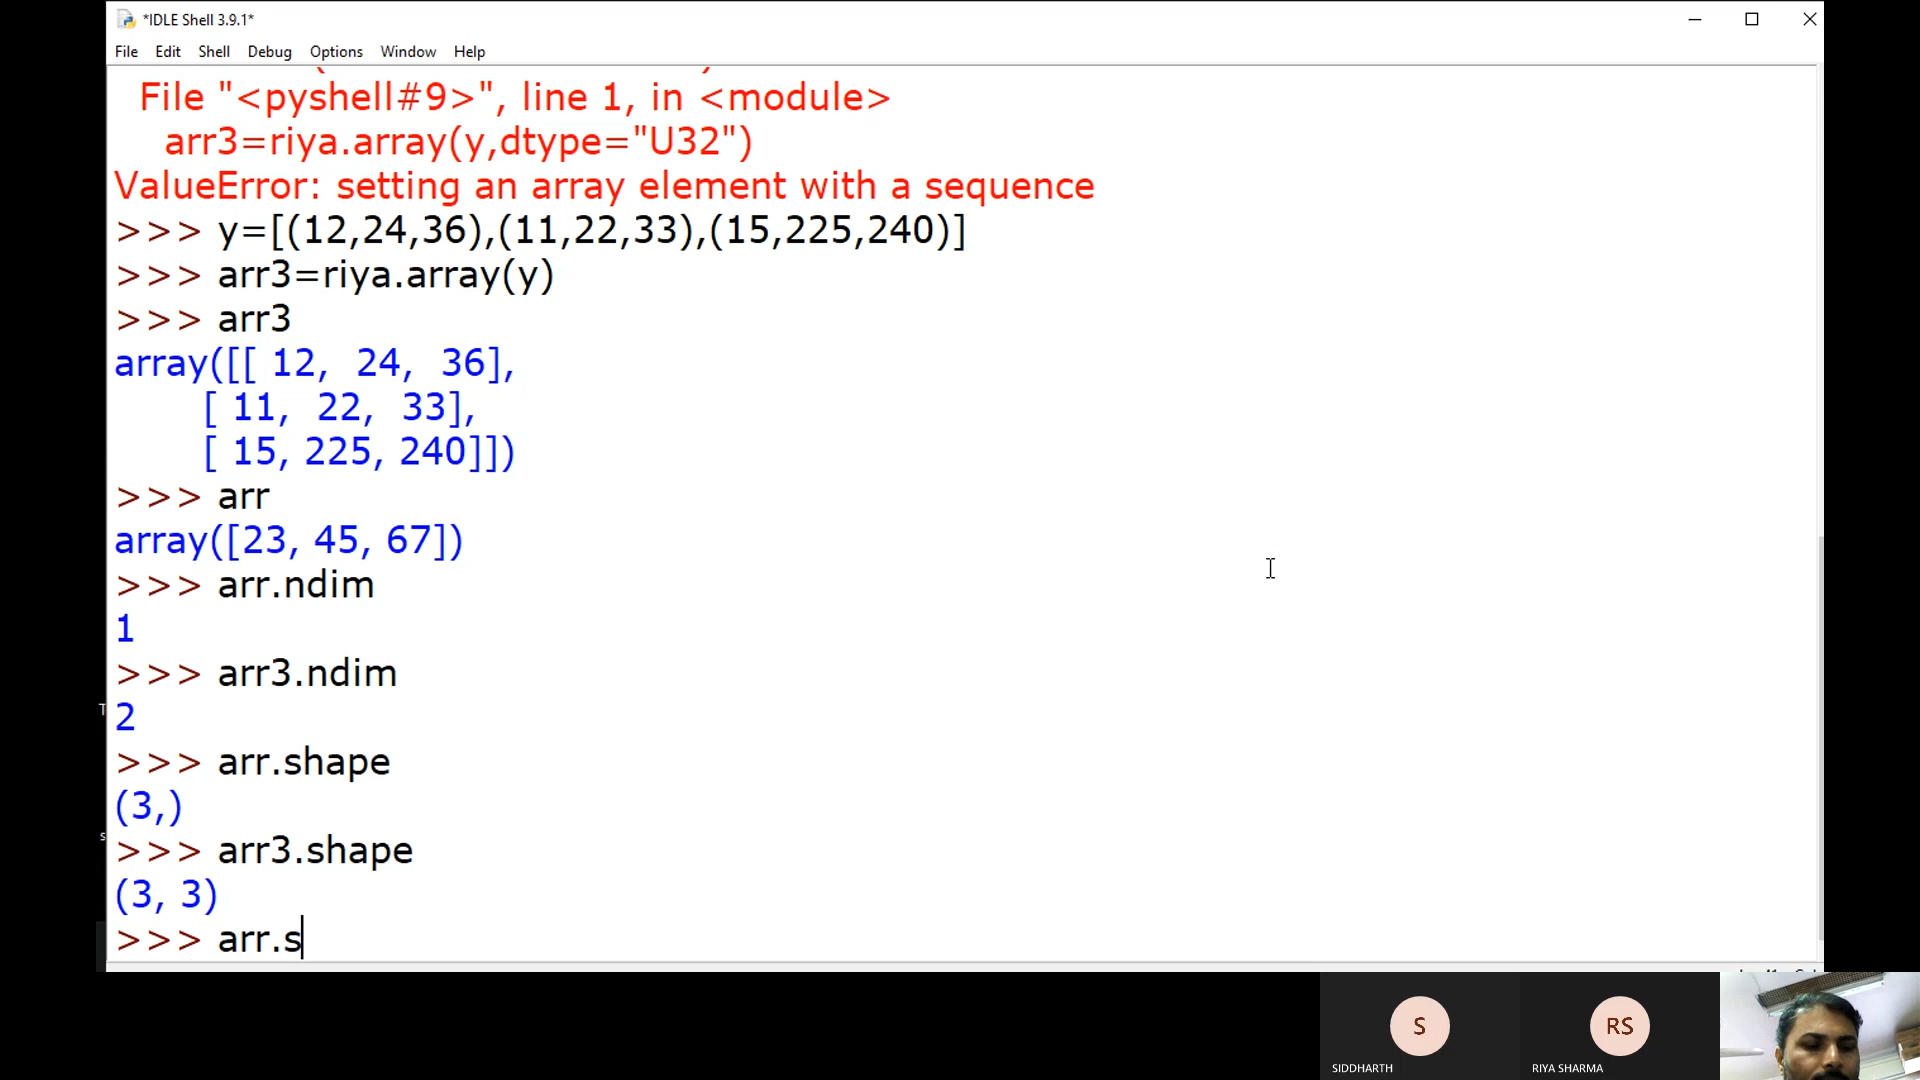 *IDLE Shell 3.9.1*
File Edit Shell Debug Options Window Help
File "<pyshell#9>", line 1, in <module>
arr3=riya.array(y,dtype="U32")
ValueError: setting an array element with a sequence
>>> y=[(12,24,36),(11,22,33),(15,225,240)]
>>> arr3=riya.array(y)
>>> arr3
array([[ 12,  24,  36],
[ 11,  22,  33],
[ 15, 225, 240]])
>>> arr
array([23, 45, 67])
>>> arr.ndim
1
>>> arr3.ndim
2
>>> arr.shape
(3,)
>>> arr3.shape
(3, 3)
>>> arr.s
S
RS
SIDDHARTH
RIYA SHARMA